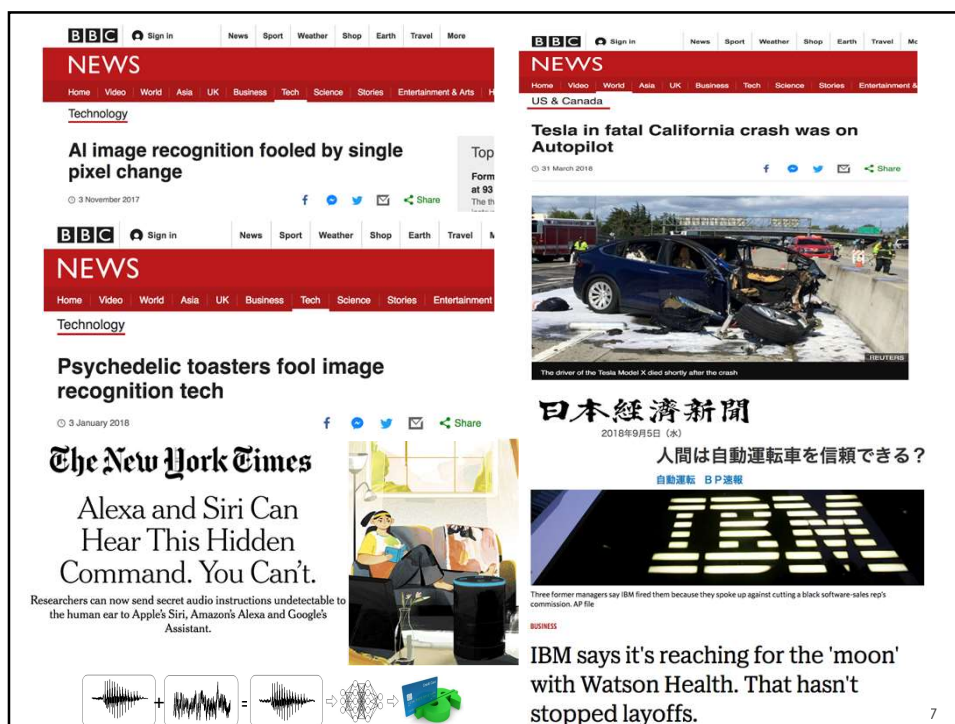 BBC Sign in News Sport Weather Shop Earth Travel More
NEWS
Home Video World Asia UK Business Tech Science Stories Entertainment & Arts H
Technology
AI image recognition fooled by single
pixel change
3 November 2017
Share
Top
Form
at 93
The th
BBC Sign in News Sport Weather Shop Earth Travel M
NEWS
Home Video World Asia UK Business Tech Science Stories Entertainment
Technology
Psychedelic toasters fool image
recognition tech
3 January 2018
Share
The New York Times
Alexa and Siri Can
Hear This Hidden
Command. You Can't.
Researchers can now send secret audio instructions undetectable to
the human ear to Apple's Siri, Amazon's Alexa and Google's
Assistant.
+ =
BBC Sign in News Sport Weather Shop Earth Travel Mc
NEWS
Home Video World Asia UK Business Tech Science Stories Entertainment &
US & Canada
Tesla in fatal California crash was on
Autopilot
31 March 2018
Share
REUTERS
The driver of the Tesla Model X died shortly after the crash
日本経済新聞
2018年9月5日（水）
人間は自動運転車を信頼できる？
自動運転 BP速報
IBM
Three former managers say IBM fired them because they spoke up against cutting a black software-sales rep's
commission. AP file
BUSINESS
IBM says it's reaching for the 'moon'
with Watson Health. That hasn't
stopped layoffs.
7